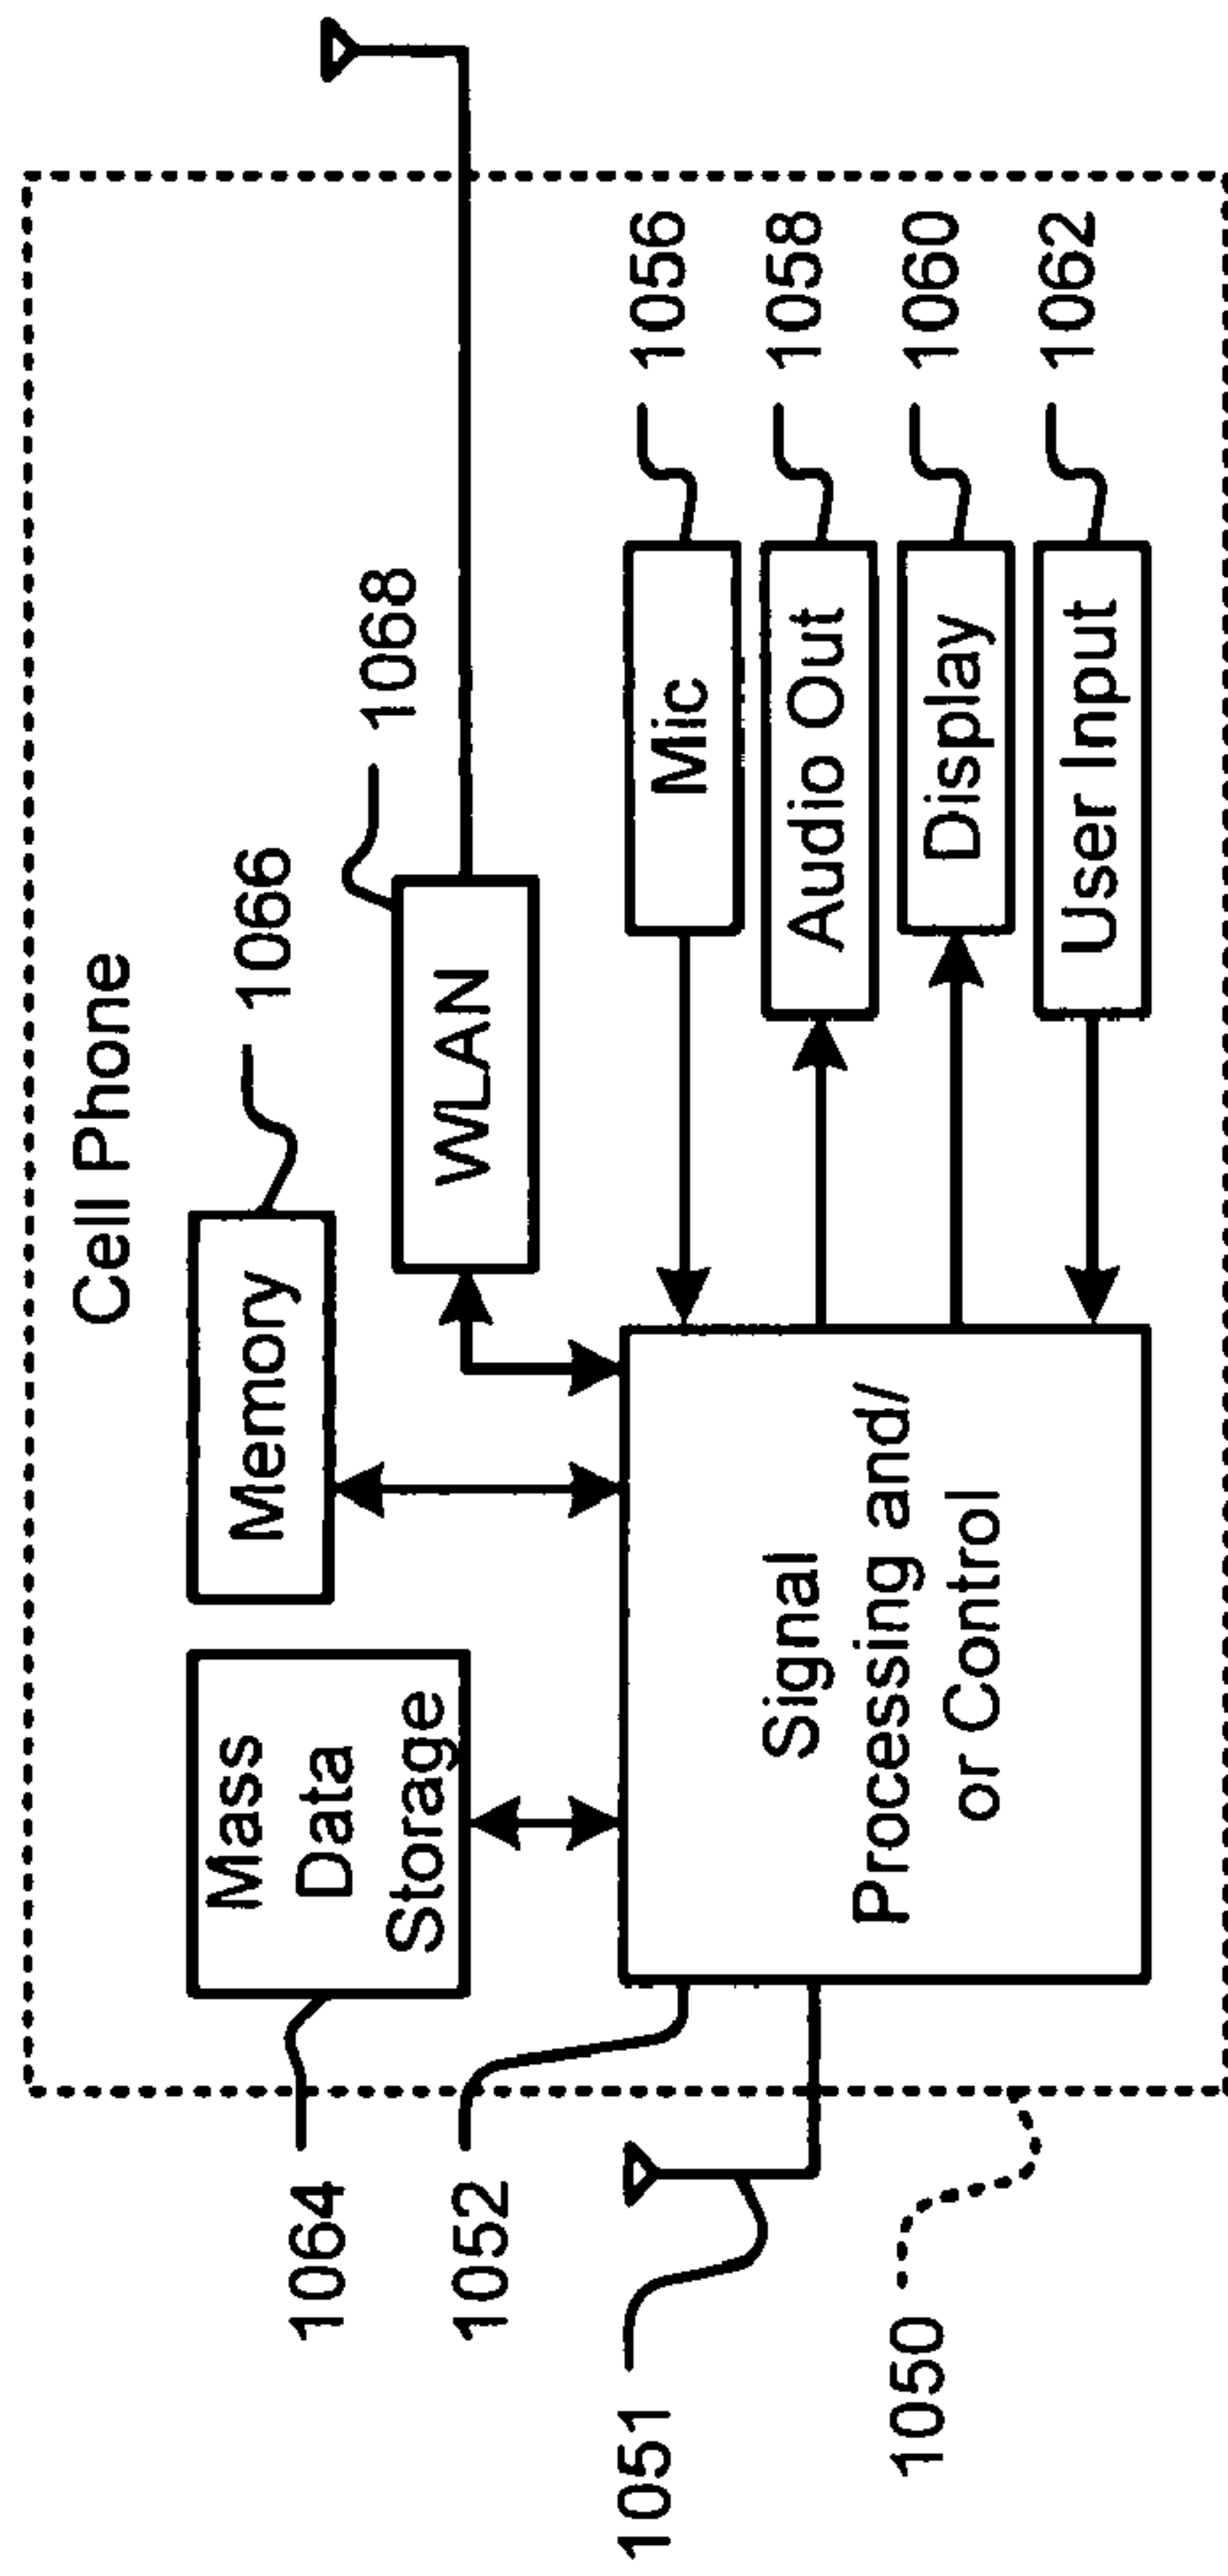 Cell Phone
1064
Mass
Data
Storage
Memory
1066
WLAN
1068
1052
1051
1050
Signal
Processing and/
or Control
Mic
1056
Audio Out
1058
Display
1060
User Input
1062